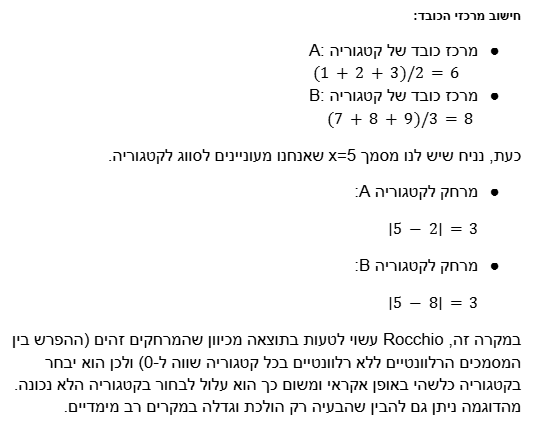 חישוב מרכזי הכובד:
● מרכז כובד של קטגוריה A:
(1 + 2 + 3)/2 = 6
● מרכז כובד של קטגוריה B:
(7 + 8 + 9)/3 = 8
כעת, נניח שיש לנו מסמך x=5 שאנחנו מעוניינים לסווג לקטגוריה.
● מרחק לקטגוריה A:
|5 − 2| = 3
● מרחק לקטגוריה B:
|5 − 8| = 3
במקרה זה, Rocchio עשוי לטעות בתוצאה מכיוון שהמרחקים זהים (ההפרש בין
המסמכים הרלוונטיים ללא רלוונטיים בכל קטגוריה שווה ל-0) ולכן הוא יבחר
בקטגוריה כלשהי באופן אקראי ומשום כך הוא עלול לבחור בקטגוריה הלא נכונה.
מהדוגמה ניתן גם להבין שהבעיה רק הולכת וגדלה במקרים רב מימדיים.